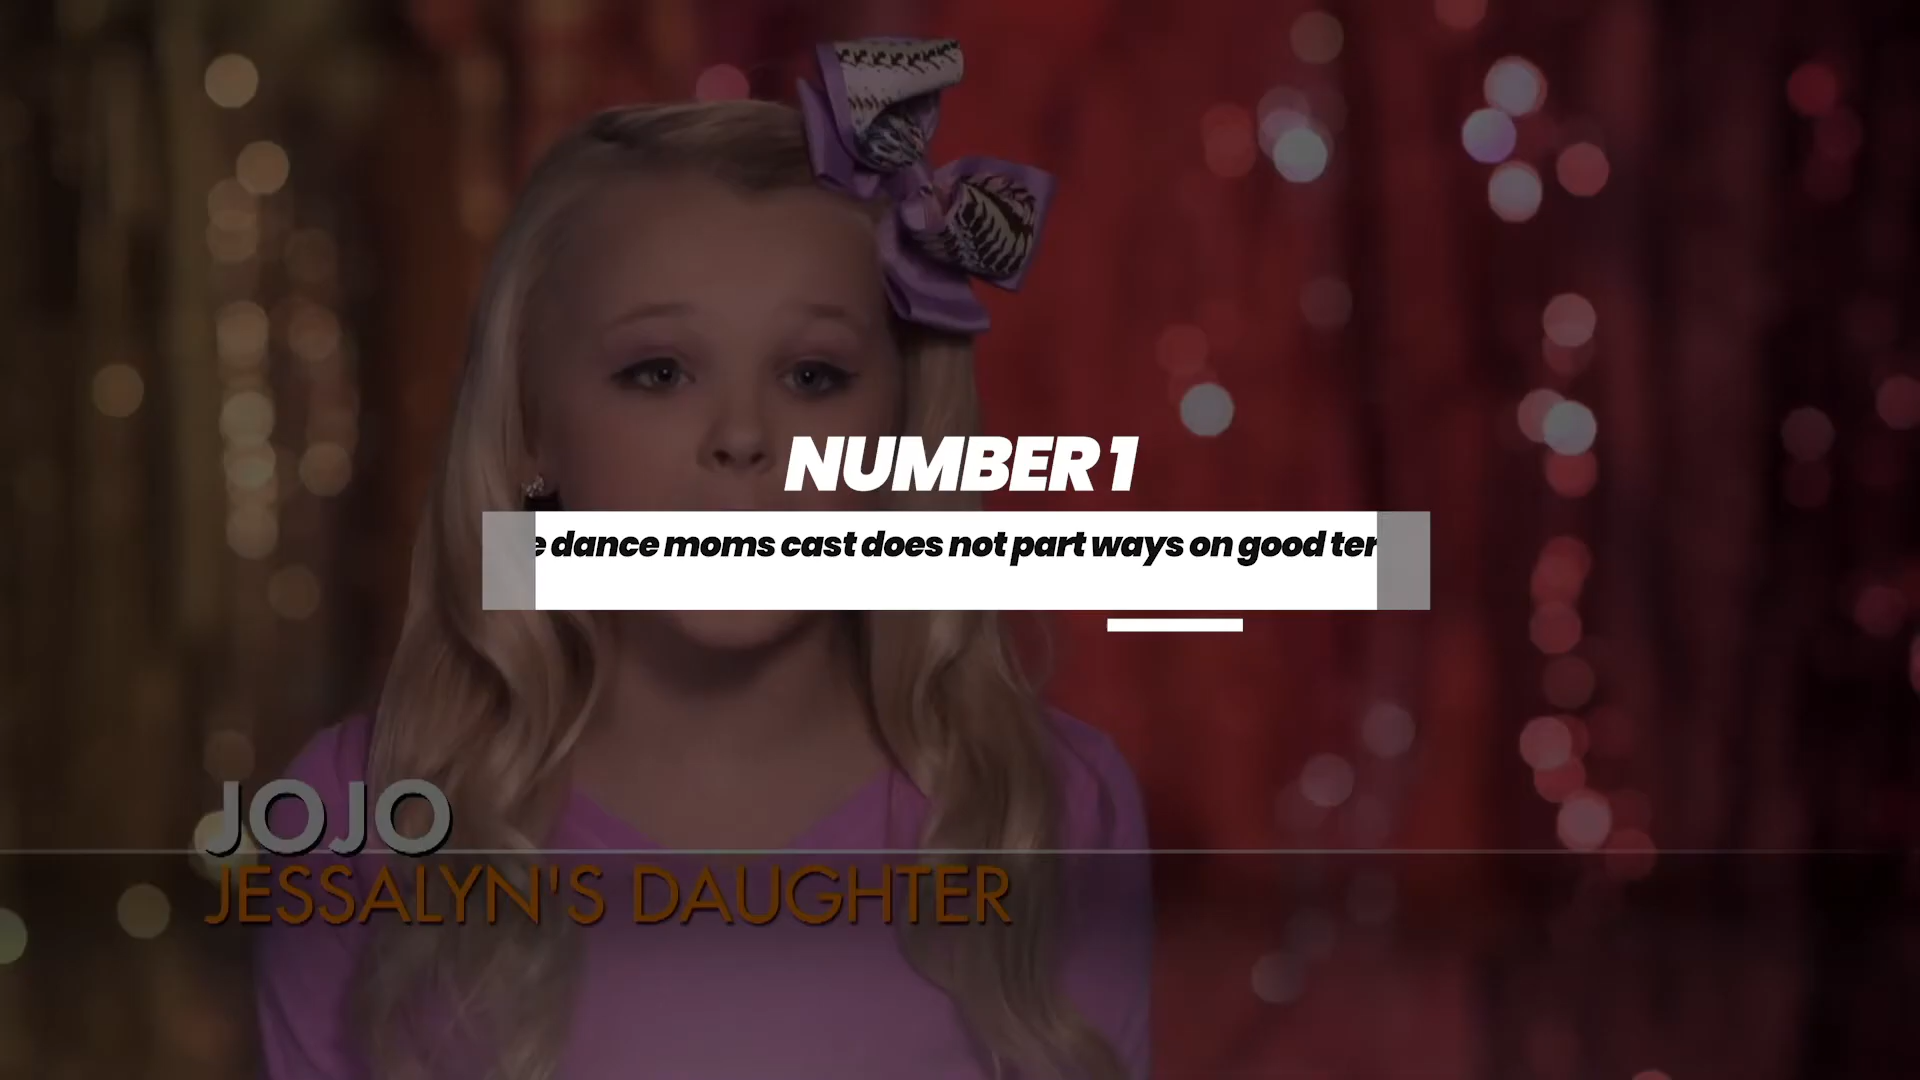 NUMBER 1
dance moms cast does not part ways on good
JOJO
JESSALYN'S DAUGHTER